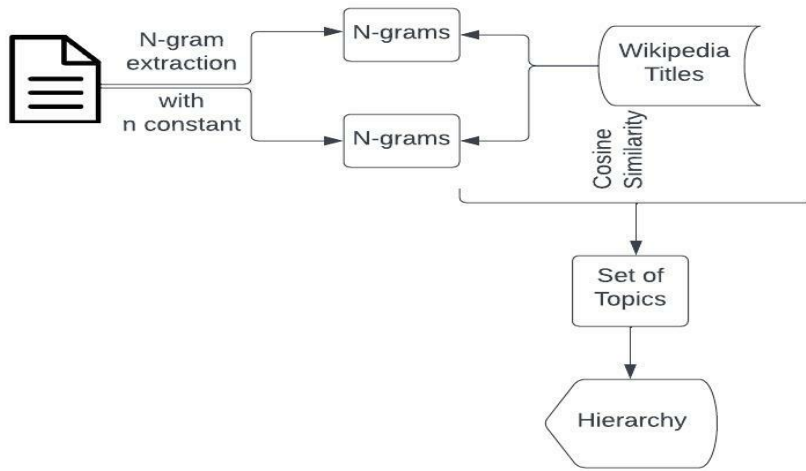 N-gram
extraction
with
n constant
N-grams
N-grams
Wikipedia
Titles
Cosine
Similarity
Set of
Topics
Hierarchy